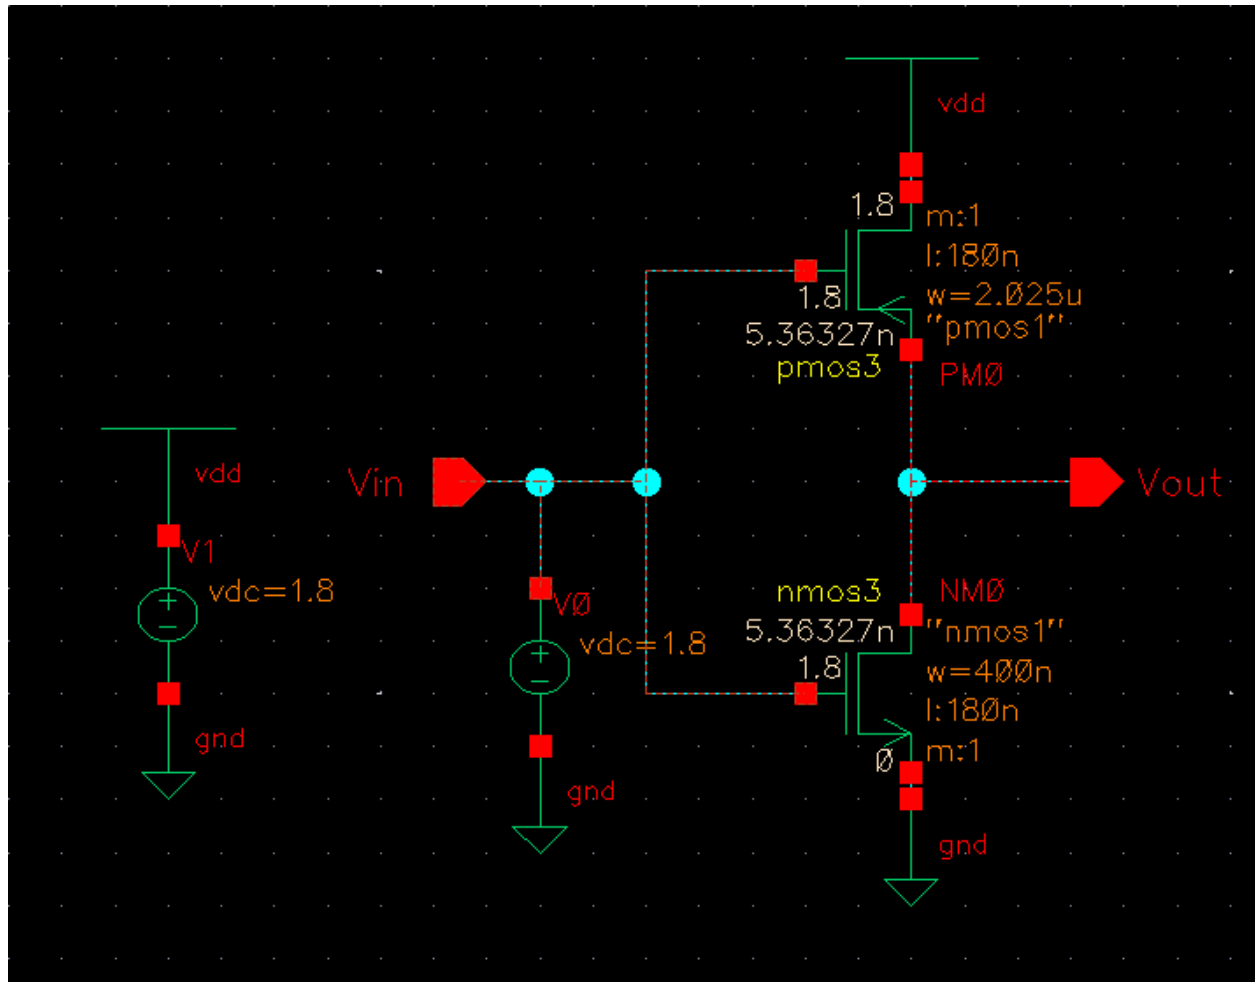 vdd
1.8
m:1
l:180n
1.8
w=2.025u
5.36327n
"pmos1"
pmos3
PM0
vdd
Vin
Vout
V1
vdc=1.8
V0
vdc=1.8
nmos3
NM0
5.36327n
"nmos1"
1.8
w=400n
l:180n
0
m:1
gnd
gnd
gnd